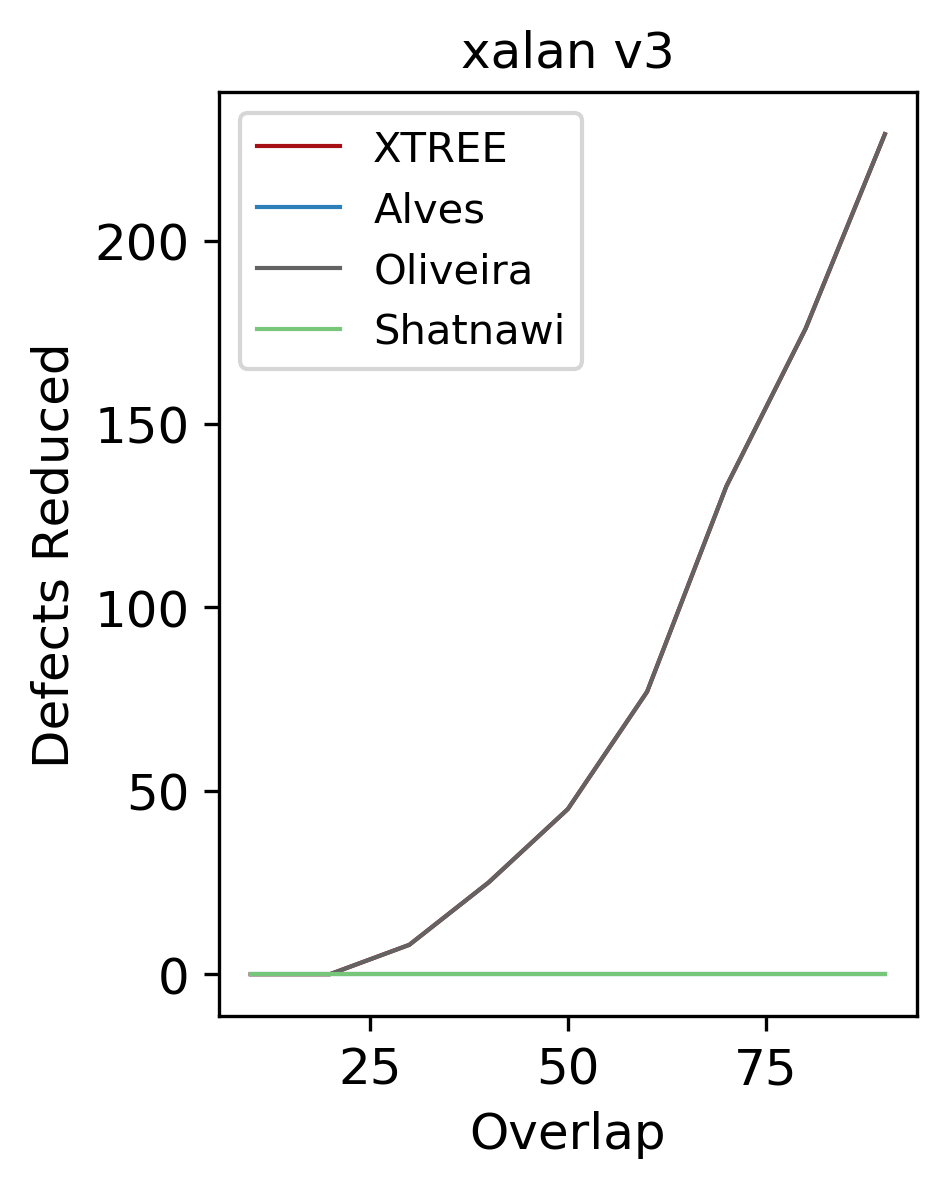 xalan v3
XTREE
Alves
Oliveira
Shatnawi
Defects Reduced
200
150
100
50
0
25 50 75
Overlap